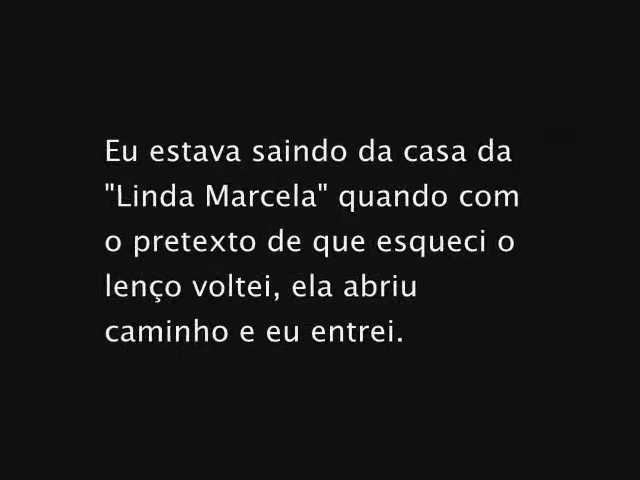 Eu estava saindo da casa da
"Linda Marcela" quando com
o pretexto de que esqueci o
lenço voltei, ela abriu
caminho e eu entrei.